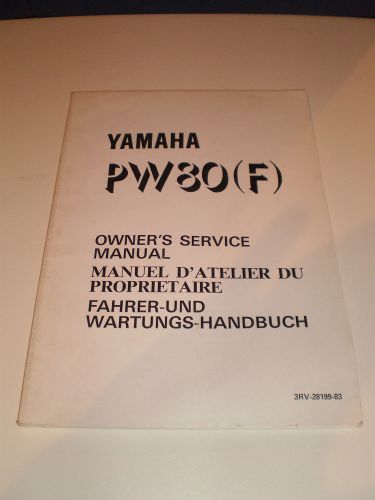 YAMAHA
PW80(F)
OWNER'S SERVICE
MANUAL
MANUEL D'ATELIER DU
PROPRIETAIRE
FAHRER-UND
WARTUNGS-HANDBUCH
3RV-28199-83